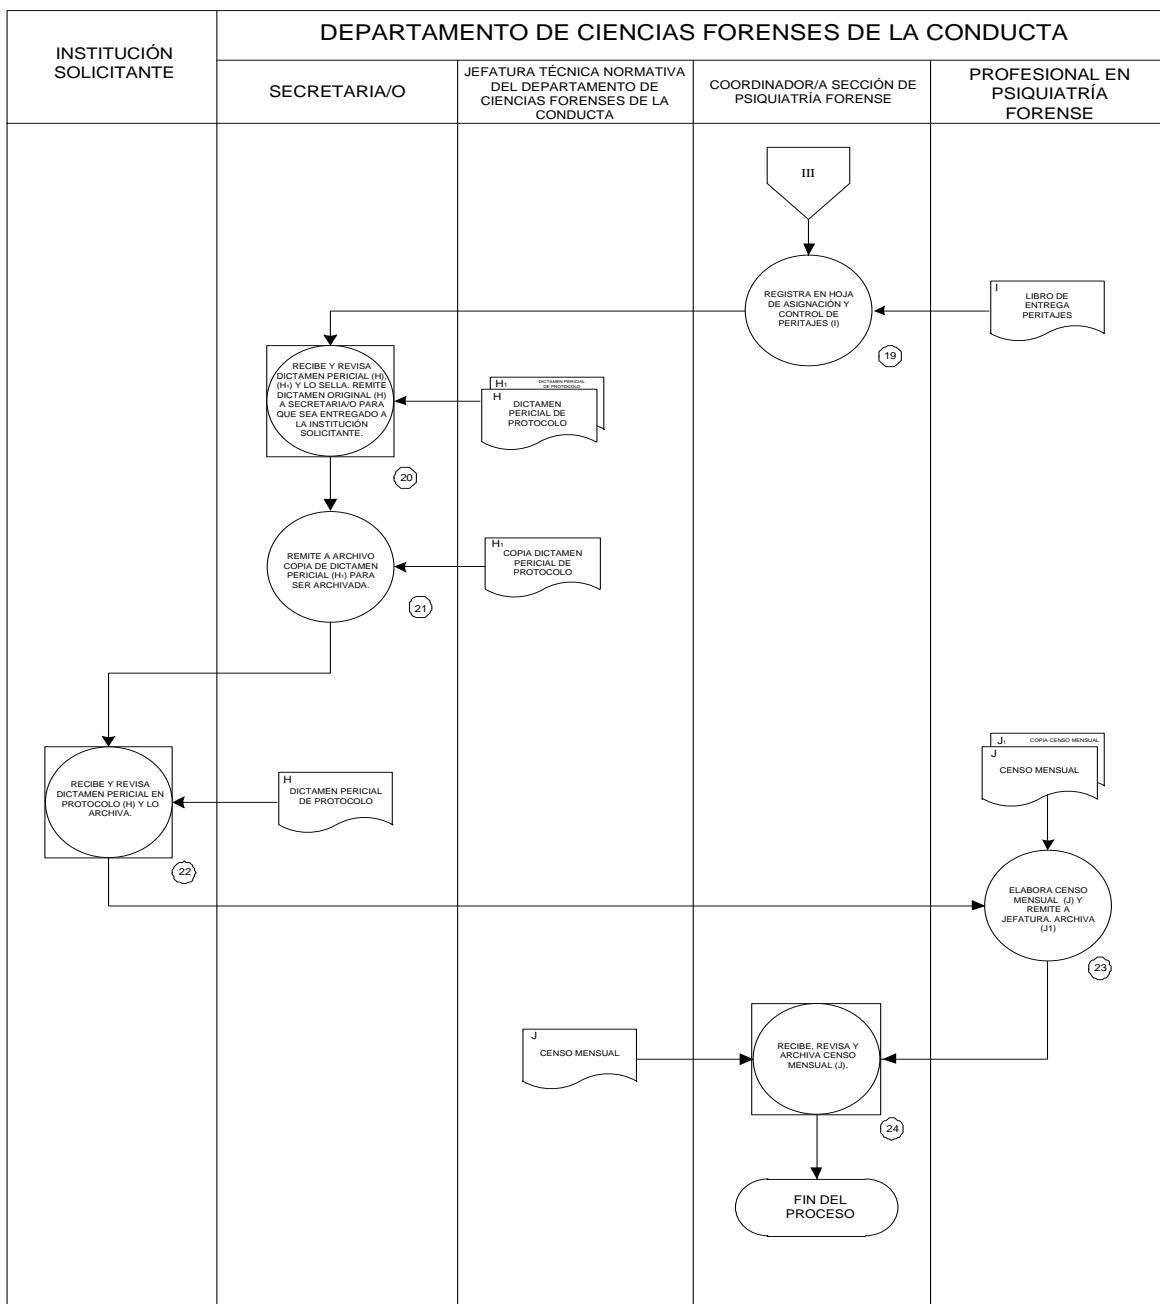 DEPARTAMENTO DE CIENCIAS FORENSES DE LA CONDUCTA
INSTITUCIÓN
SOLICITANTE
SECRETARIA/O
JEFATURA TÉCNICA NORMATIVA
DEL DEPARTAMENTO DE
CIENCIAS FORENSES DE LA
CONDUCTA
COORDINADOR/A SECCIÓN DE
PSIQUIATRÍA FORENSE
PROFESIONAL EN
PSIQUIATRÍA
FORENSE
III
REGISTRA EN HOJA
DE ASIGNACIÓN Y
CONTROL DE
PERITAJES (I)
19
I
LIBRO DE
ENTREGA
PERITAJES
RECIBE Y REVISA
DICTAMEN PERICIAL (H),
(H1) Y LO SELLA. REMITE
DICTAMEN ORIGINAL (H)
A SECRETARIA/O PARA
QUE SEA ENTREGADO A
LA INSTITUCIÓN
SOLICITANTE.
20
H1
DICTAMEN PERICIAL
DE PROTOCOLO
H
DICTAMEN
PERICIAL DE
PROTOCOLO
REMITE A ARCHIVO
COPIA DE DICTAMEN
PERICIAL (H1) PARA
SER ARCHIVADA.
21
H1
COPIA DICTAMEN
PERICIAL DE
PROTOCOLO
RECIBE Y REVISA
DICTAMEN PERICIAL EN
PROTOCOLO (H) Y LO
ARCHIVA.
22
H
DICTAMEN PERICIAL
DE PROTOCOLO
J1
COPIA CENSO MENSUAL
J
CENSO MENSUAL
ELABORA CENSO
MENSUAL (J) Y
REMITE A
JEFATURA. ARCHIVA
(J1)
23
J
CENSO MENSUAL
RECIBE, REVISA Y
ARCHIVA CENSO
MENSUAL (J).
24
FIN DEL
PROCESO